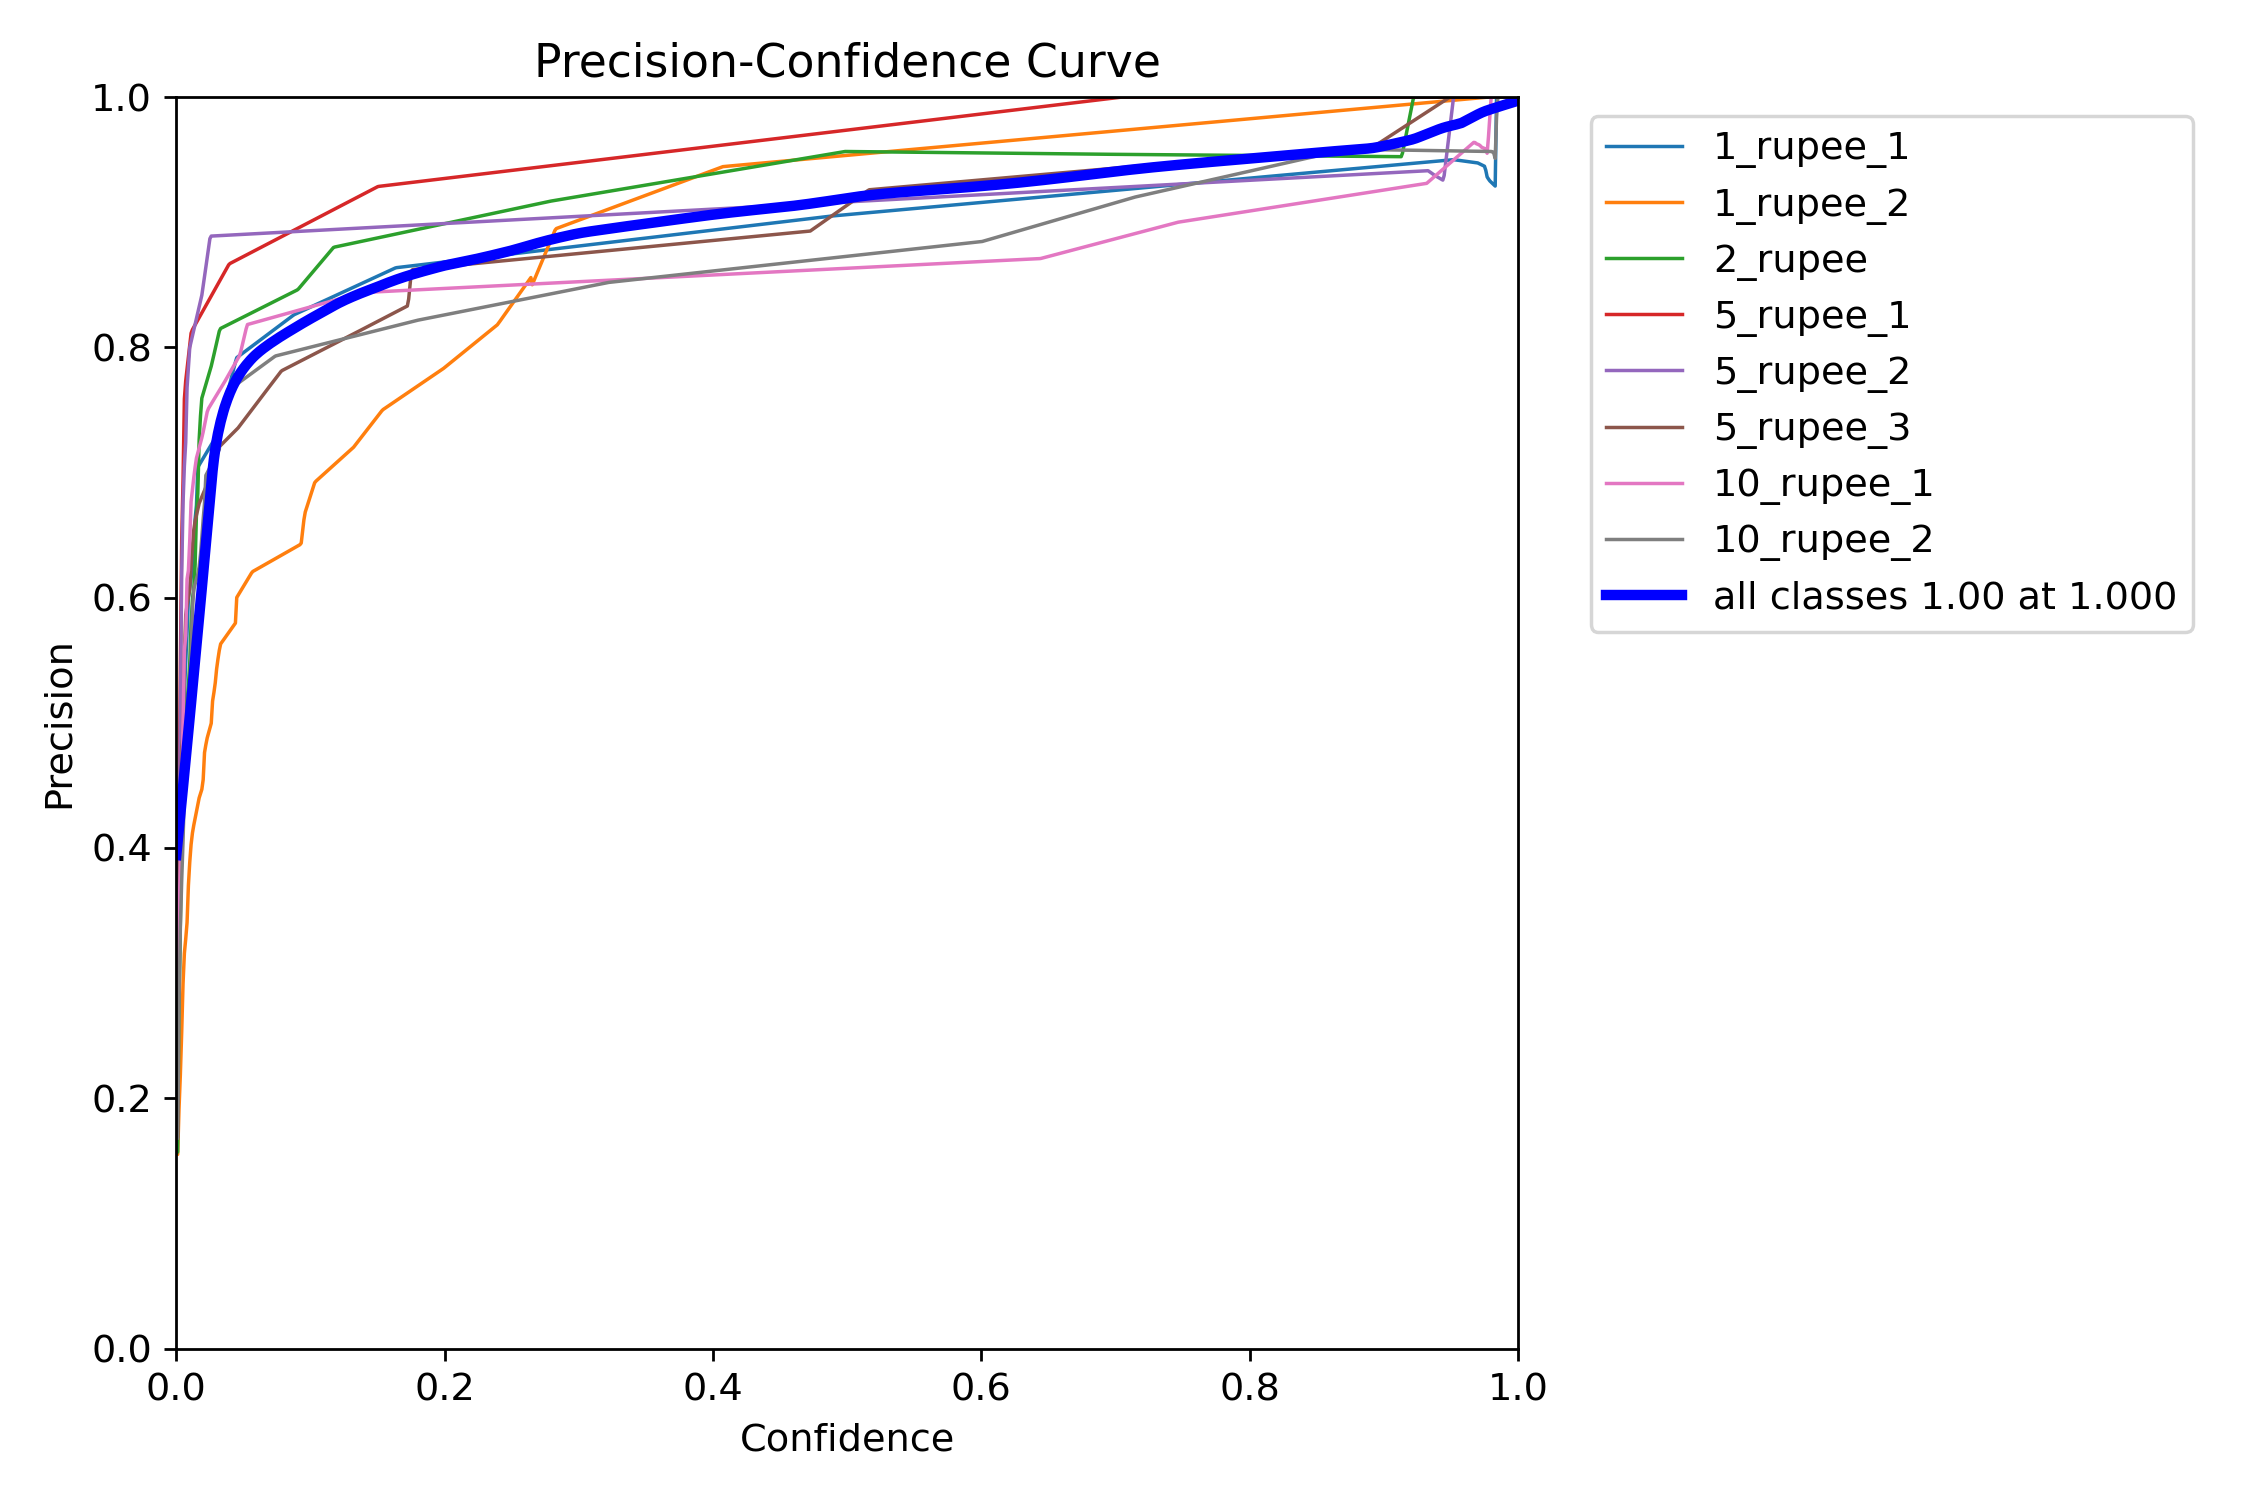 Precision-Confidence Curve
1.0
0.8
0.6
0.4
0.2
0.0
Precision
0.0 0.2 0.4 0.6 0.8 1.0
Confidence
1_rupee_1
1_rupee_2
2_rupee
5_rupee_1
5_rupee_2
5_rupee_3
10_rupee_1
10_rupee_2
all classes 1.00 at 1.000